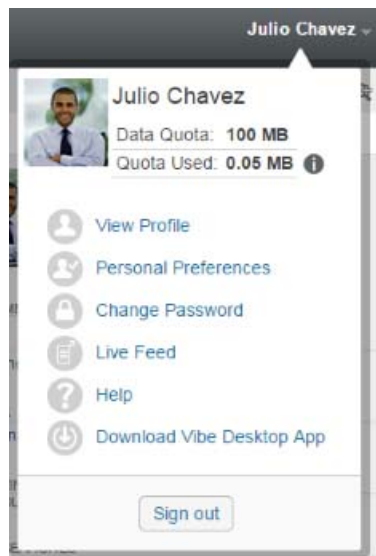 Julio Chavez
Julio Chavez
Data Quota: 100 MB
Quota Used: 0.05 MB
View Profile
Personal Preferences
Change Password
Live Feed
Help
Download Vibe Desktop App
Sign out